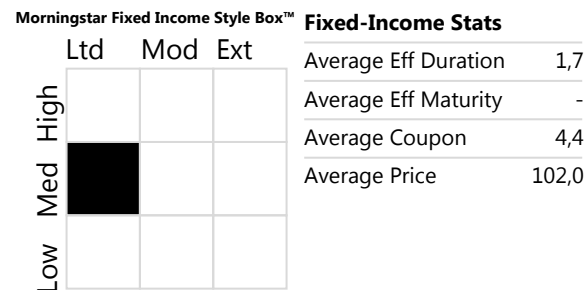 Morningstar Fixed Income Style Box™
Ltd Mod Ext
High
Med
Low
Fixed-Income Stats
Average Eff Duration 1,7
Average Eff Maturity -
Average Coupon 4,4
Average Price 102,0